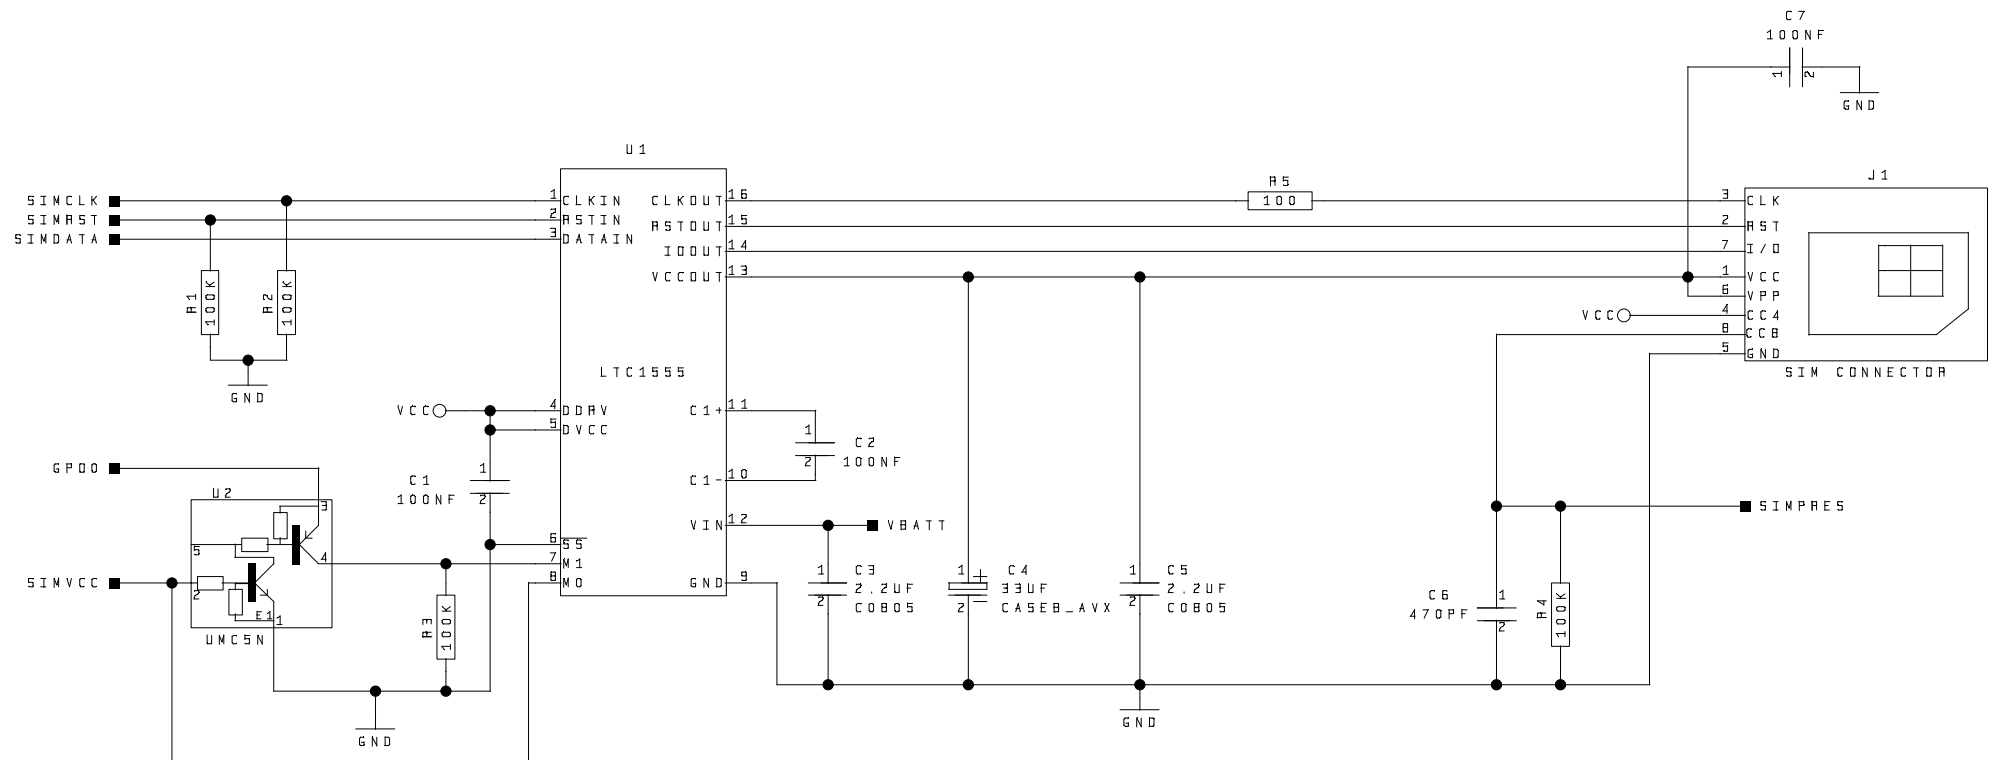 C7
100NF
1 2
GND
U1
SIMCLK
SIMRST
SIMDATA
1 CLKIN
2 RSTIN
3 DATAIN
CLKOUT 16
RSTOUT 15
IOOUT 14
VCCOUT 13
R5
100
J1
3 CLK
2 RST
7 I/O
1 VCC
6 VPP
4 CC4
8 CC8
5 GND
VCC
SIM CONNECTOR
R1
100K
R2
100K
GND
LTC1555
VCC
4 DDRV
5 DVCC
C1+ 11
C1- 10
1
2
C2
100NF
GPOO
C1
100NF
1
2
U2
3
5
4
2
E1
1
UMC5N
SIMVCC
6 SS
7 M1
8 M0
VIN 12
VBATT
GND 9
R3
100K
GND
1
2
C3
2.2UF
C0805
1
2
C4
33UF
CASEB_AVX
1
2
C5
2.2UF
C0805
GND
SIMPRES
C6
470PF
1
2
R4
100K